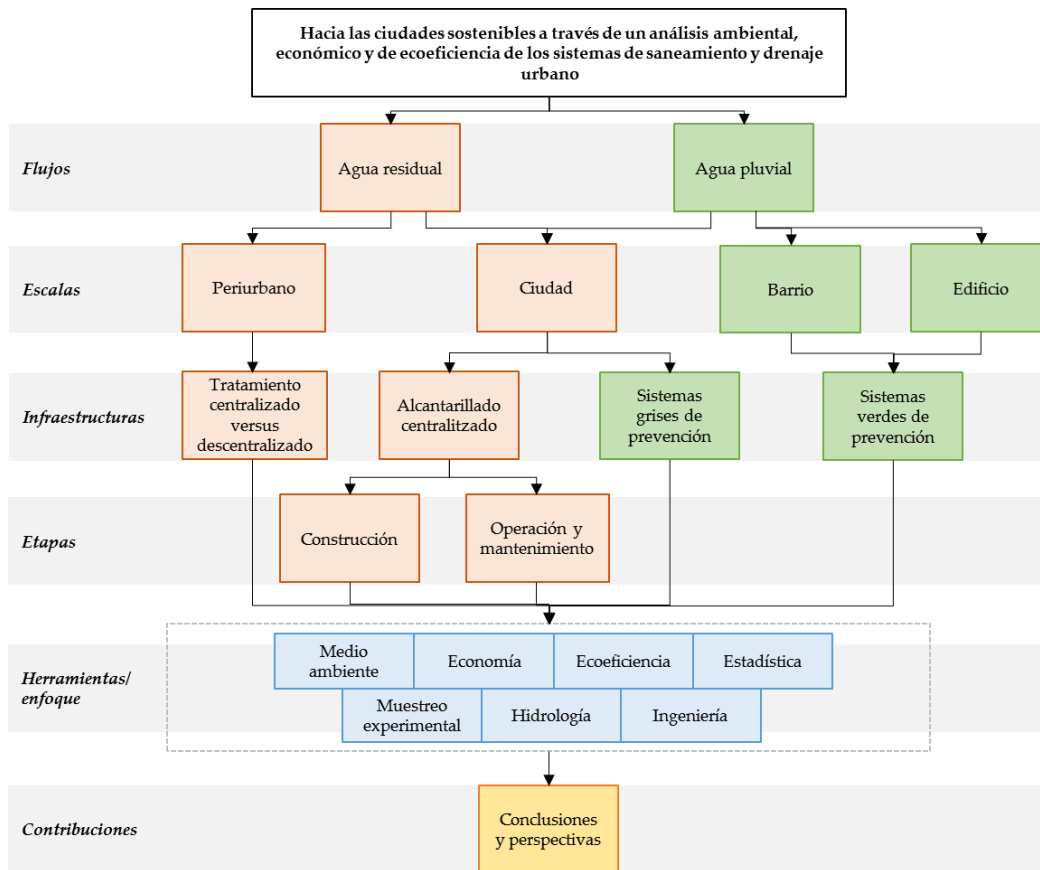 Hacia las ciudades sostenibles a través de un análisis ambiental,
económico y de ecoeficiencia de los sistemas de saneamiento y drenaje
urbano
Flujos
Agua residual
Agua pluvial
Escalas
Periurbano
Ciudad
Barrio
Edificio
Infraestructuras
Tratamiento
centralizado
versus
descentralizado
Alcantarillado
centralitzado
Sistemas
grises de
prevención
Sistemas
verdes de
prevención
Etapas
Construcción
Operación y
mantenimiento
Herramientas/
enfoque
Medio
ambiente
Economía
Ecoeficiencia
Estadística
Muestreo
experimental
Hidrología
Ingeniería
Contribuciones
Conclusiones
y perspectivas